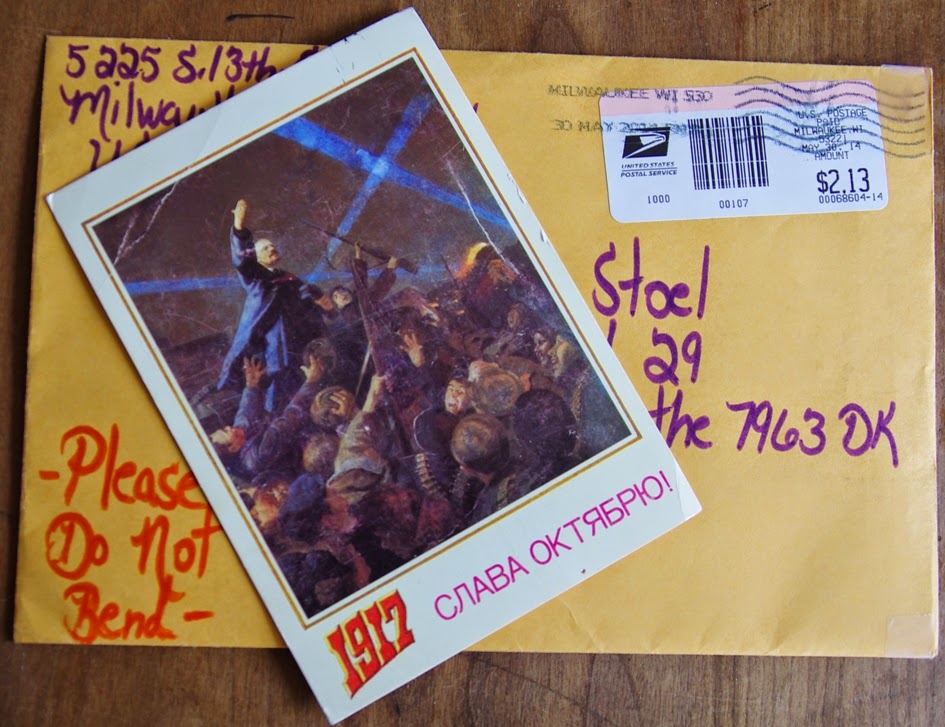 5225 S. 13th
MILWAUKEE WI 530
30 MAY
U.S. POSTAGE
PAID
MILWAUKEE, WI
53221
MAY 30, 14
AMOUNT
$2.13
00068604-14
UNITED STATES
POSTAL SERVICE
1000
00107
Stoel
29
the 7963 DK
-Please
Do Not
Bend-
1917
СЛАВА ОКТЯБРЮ!